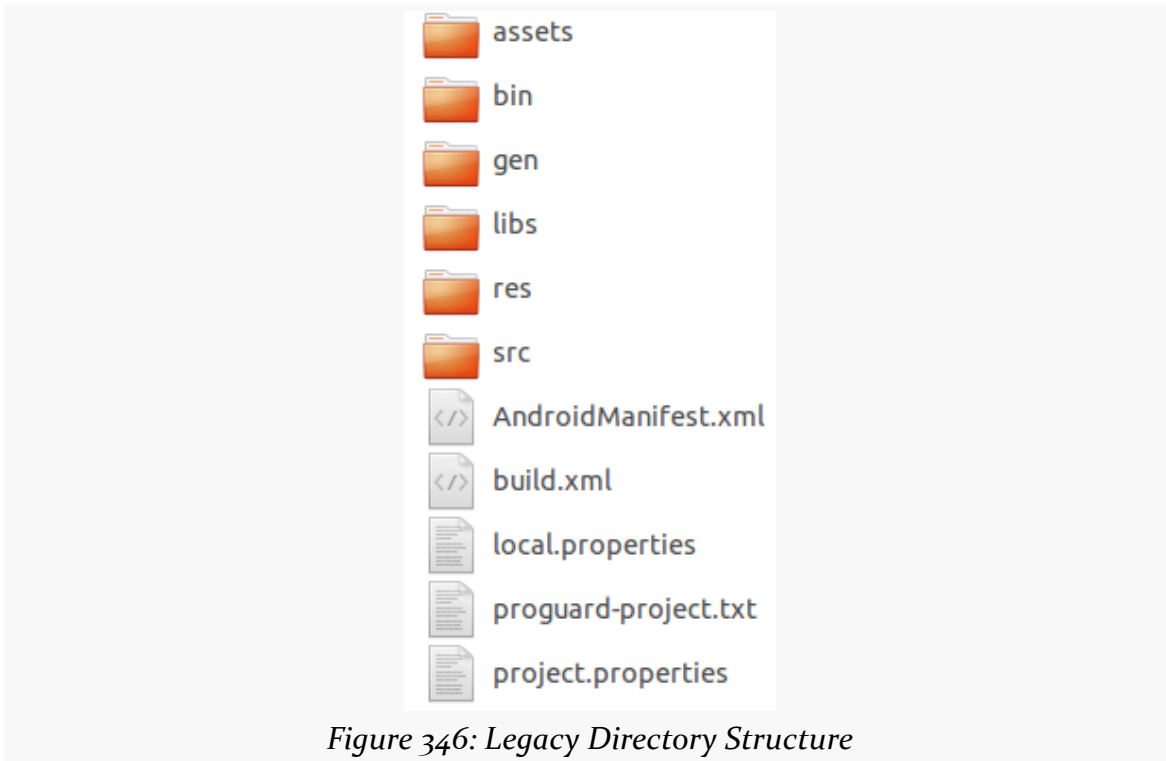 assets
bin
gen
libs
res
src
</> AndroidManifest.xml
</> build.xml
local.properties
proguard-project.txt
project.properties
Figure 346: Legacy Directory Structure